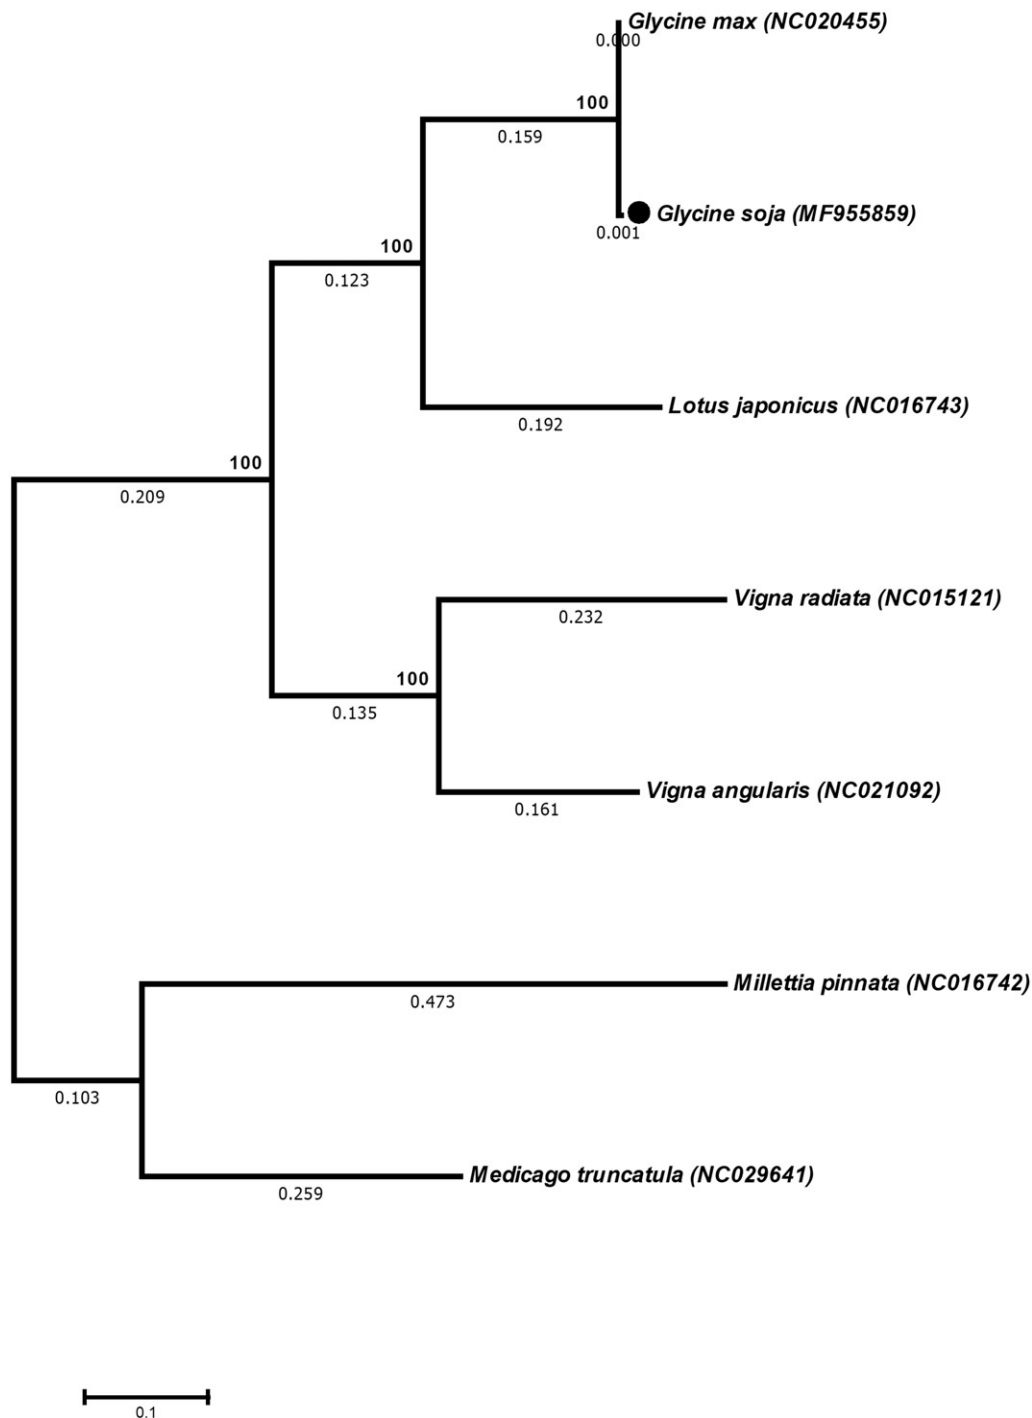 Glycine max (NC020455)
0.000
100
0.159
Glycine soja (MF955859)
0.001
100
0.123
Lotus japonicus (NC016743)
0.192
100
0.209
Vigna radiata (NC015121)
0.232
100
0.135
Vigna angularis (NC021092)
0.161
Millettia pinnata (NC016742)
0.473
0.103
Medicago truncatula (NC029641)
0.259
0.1